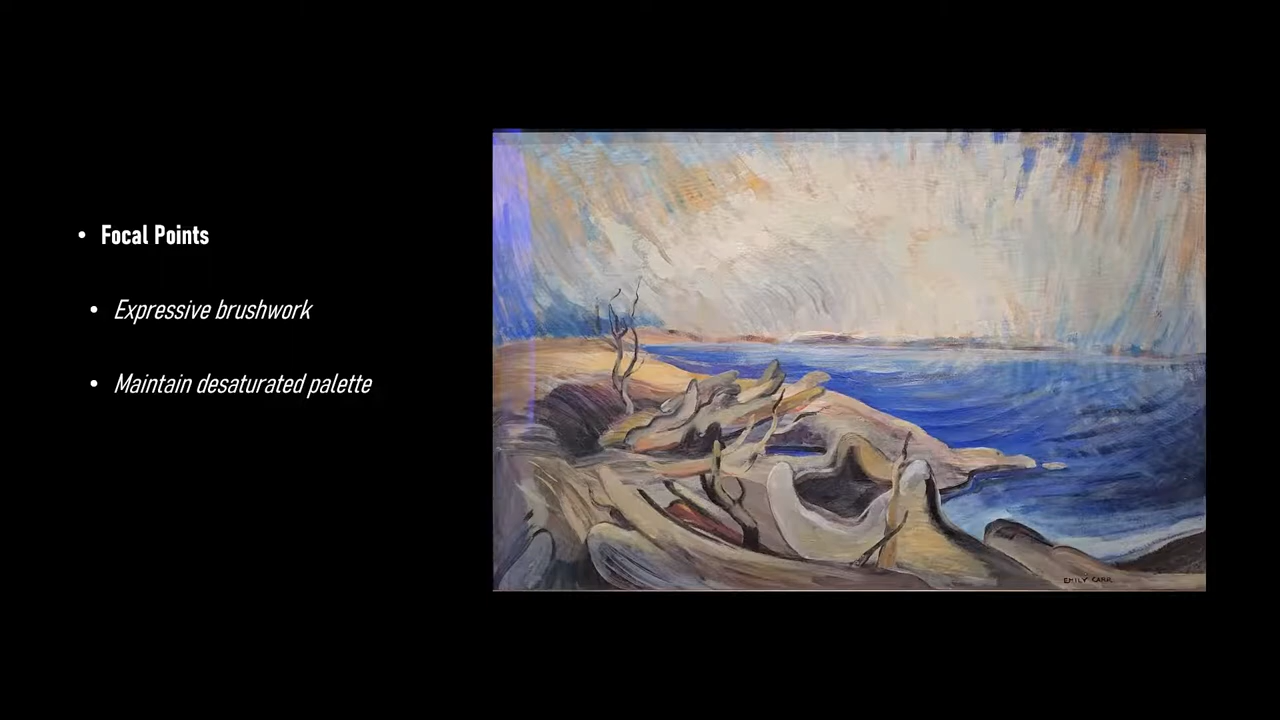 Focal Points
Expressive brushwork
Maintain desaturated palette
EMILY CARR